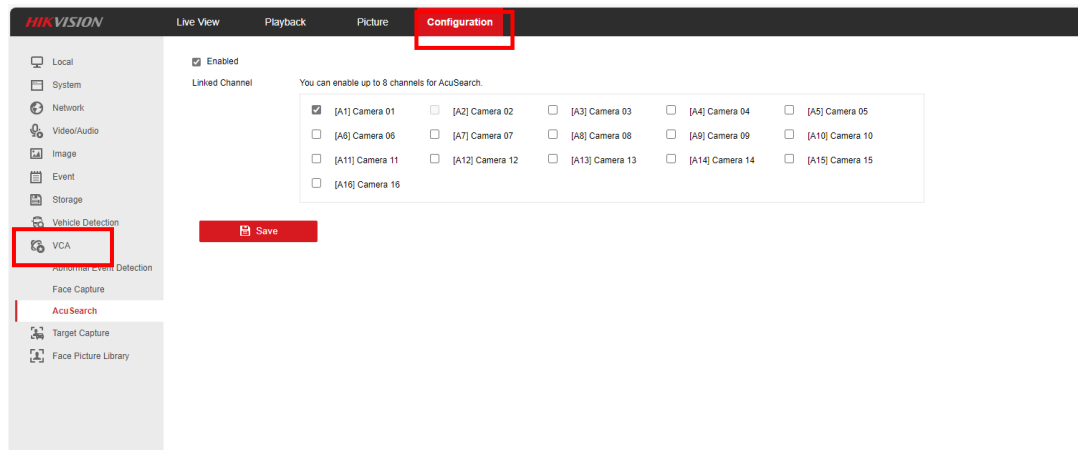 HIKVISION
Live View Playback Picture Configuration
Local
System
Network
Video/Audio
Image
Event
Storage
Vehicle Detection
VCA
Abnormal Event Detection
Face Capture
AcuSearch
Target Capture
Face Picture Library
Enabled
Linked Channel You can enable up to 8 channels for AcuSearch.
[A1] Camera 01 [A2] Camera 02 [A3] Camera 03 [A4] Camera 04 [A5] Camera 05
[A6] Camera 06 [A7] Camera 07 [A8] Camera 08 [A9] Camera 09 [A10] Camera 10
[A11] Camera 11 [A12] Camera 12 [A13] Camera 13 [A14] Camera 14 [A15] Camera 15
[A16] Camera 16
Save